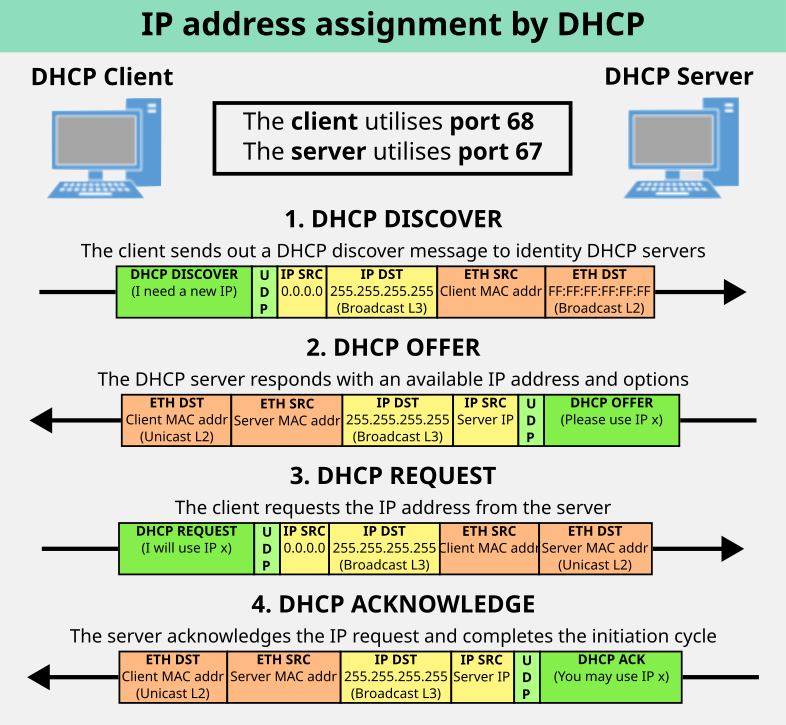 IP address assignment by DHCP
DHCP Client
DHCP Server
The client utilises port 68
The server utilises port 67
1. DHCP DISCOVER
The client sends out a DHCP discover message to identity DHCP servers
DHCP DISCOVER
(I need a new IP)
U
D
P
IP SRC
0.0.0.0
IP DST
255.255.255.255
(Broadcast L3)
ETH SRC
Client MAC addr
ETH DST
FF:FF:FF:FF:FF:FF
(Broadcast L2)
2. DHCP OFFER
The DHCP server responds with an available IP address and options
ETH DST
Client MAC addr
(Unicast L2)
ETH SRC
Server MAC addr
IP DST
255.255.255.255
(Broadcast L3)
IP SRC
Server IP
U
D
P
DHCP OFFER
(Please use IP x)
3. DHCP REQUEST
The client requests the IP address from the server
DHCP REQUEST
(I will use IP x)
U
D
P
IP SRC
0.0.0.0
IP DST
255.255.255.255
(Broadcast L3)
ETH SRC
Client MAC addr
ETH DST
Server MAC addr
(Unicast L2)
4. DHCP ACKNOWLEDGE
The server acknowledges the IP request and completes the initiation cycle
ETH DST
Client MAC addr
(Unicast L2)
ETH SRC
Server MAC addr
IP DST
255.255.255.255
(Broadcast L3)
IP SRC
Server IP
U
D
P
DHCP ACK
(You may use IP x)